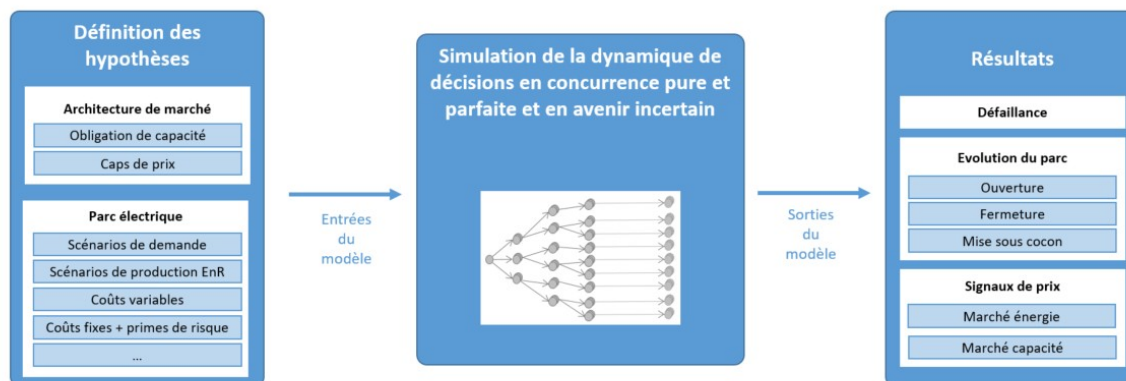 Définition des
hypothèses
Architecture de marché
Obligation de capacité
Caps de prix
Parc électrique
Scénarios de demande
Scénarios de production EnR
Coûts variables
Coûts fixes + primes de risque
...
Entrées
du
modèle
Simulation de la dynamique de
décisions en concurrence pure et
parfaite et en avenir incertain
Sorties
du
modèle
Résultats
Défaillance
Evolution du parc
Ouverture
Fermeture
Mise sous cocon
Signaux de prix
Marché énergie
Marché capacité